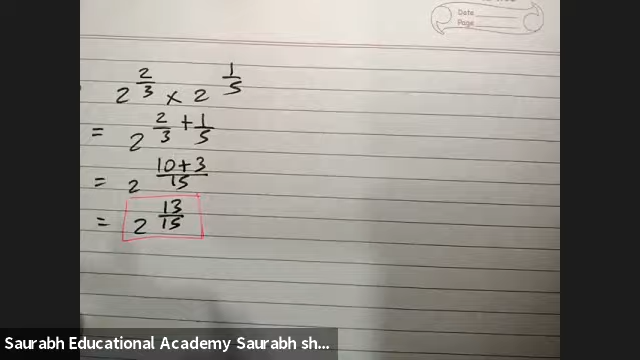 Date
Page
2^{2/3} × 2^{1/5}
= 2^{2/3 + 1/5}
= 2^{(10+3)/15}
= 2^{13/15}
Saurabh Educational Academy Saurabh sh...